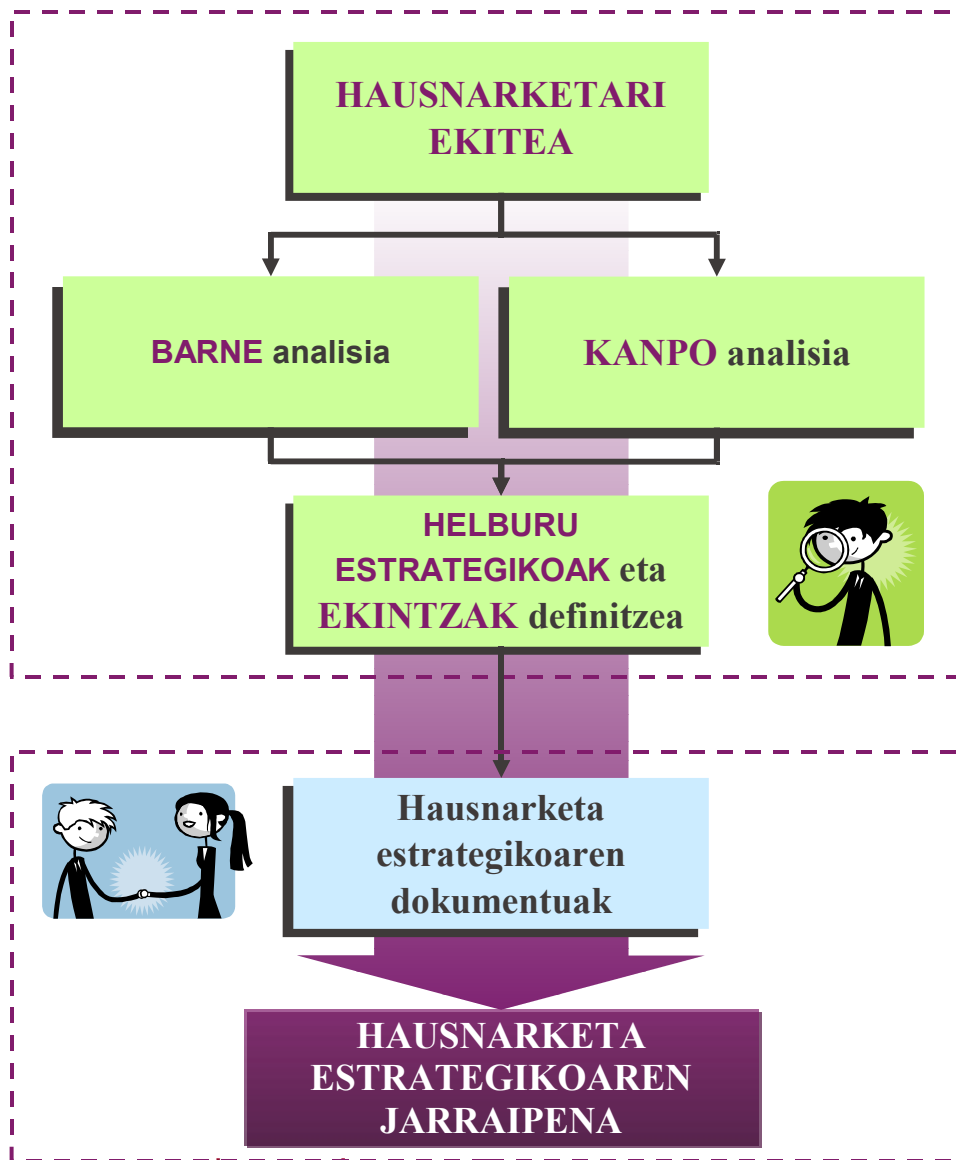 HAUSNARKETARI
EKITEA
BARNE analisia
KANPO analisia
HELBURU
ESTRATEGIKOAK eta
EKINTZAK definitzea
Hausnarketa
estrategikoaren
dokumentuak
HAUSNARKETA
ESTRATEGIKOAREN
JARRAIPENA